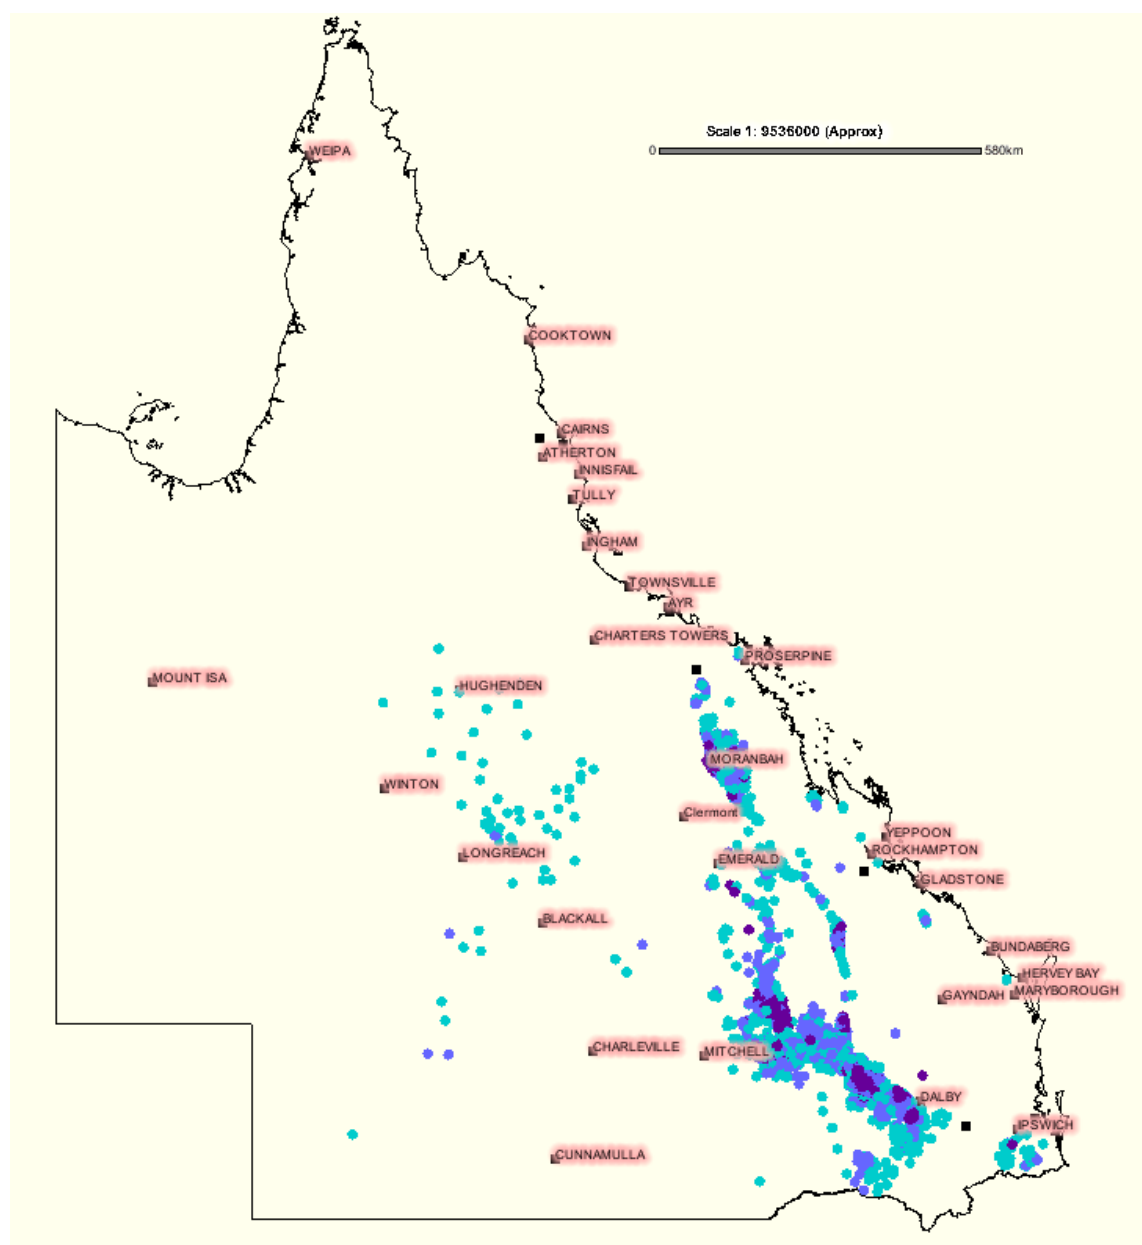 Scale 1: 9536000 (Approx)
0
580km
WEIPA
COOKTOWN
CAIRNS
ATHERTON
INNISFAIL
TULLY
INGHAM
TOWNSVILLE
AYR
CHARTERS TOWERS
PROSERPINE
MOUNT ISA
HUGHENDEN
MORANBAH
WINTON
Clermont
YEPPOON
ROCKHAMPTON
LONGREACH
EMERALD
GLADSTONE
BLACKALL
BUNDABERG
HERVEY BAY
MARYBOROUGH
GAYNDAH
CHARLEVILLE
MITCHELL
DALBY
IPSWICH
CUNNAMULLA